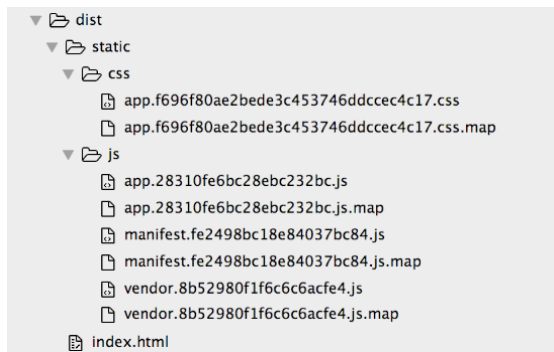 dist
static
css
app.f696f80ae2bede3c453746ddccec4c17.css
app.f696f80ae2bede3c453746ddccec4c17.css.map
js
app.28310fe6bc28ebc232bc.js
app.28310fe6bc28ebc232bc.js.map
manifest.fe2498bc18e84037bc84.js
manifest.fe2498bc18e84037bc84.js.map
vendor.8b52980f1f6c6c6acfe4.js
vendor.8b52980f1f6c6c6acfe4.js.map
index.html